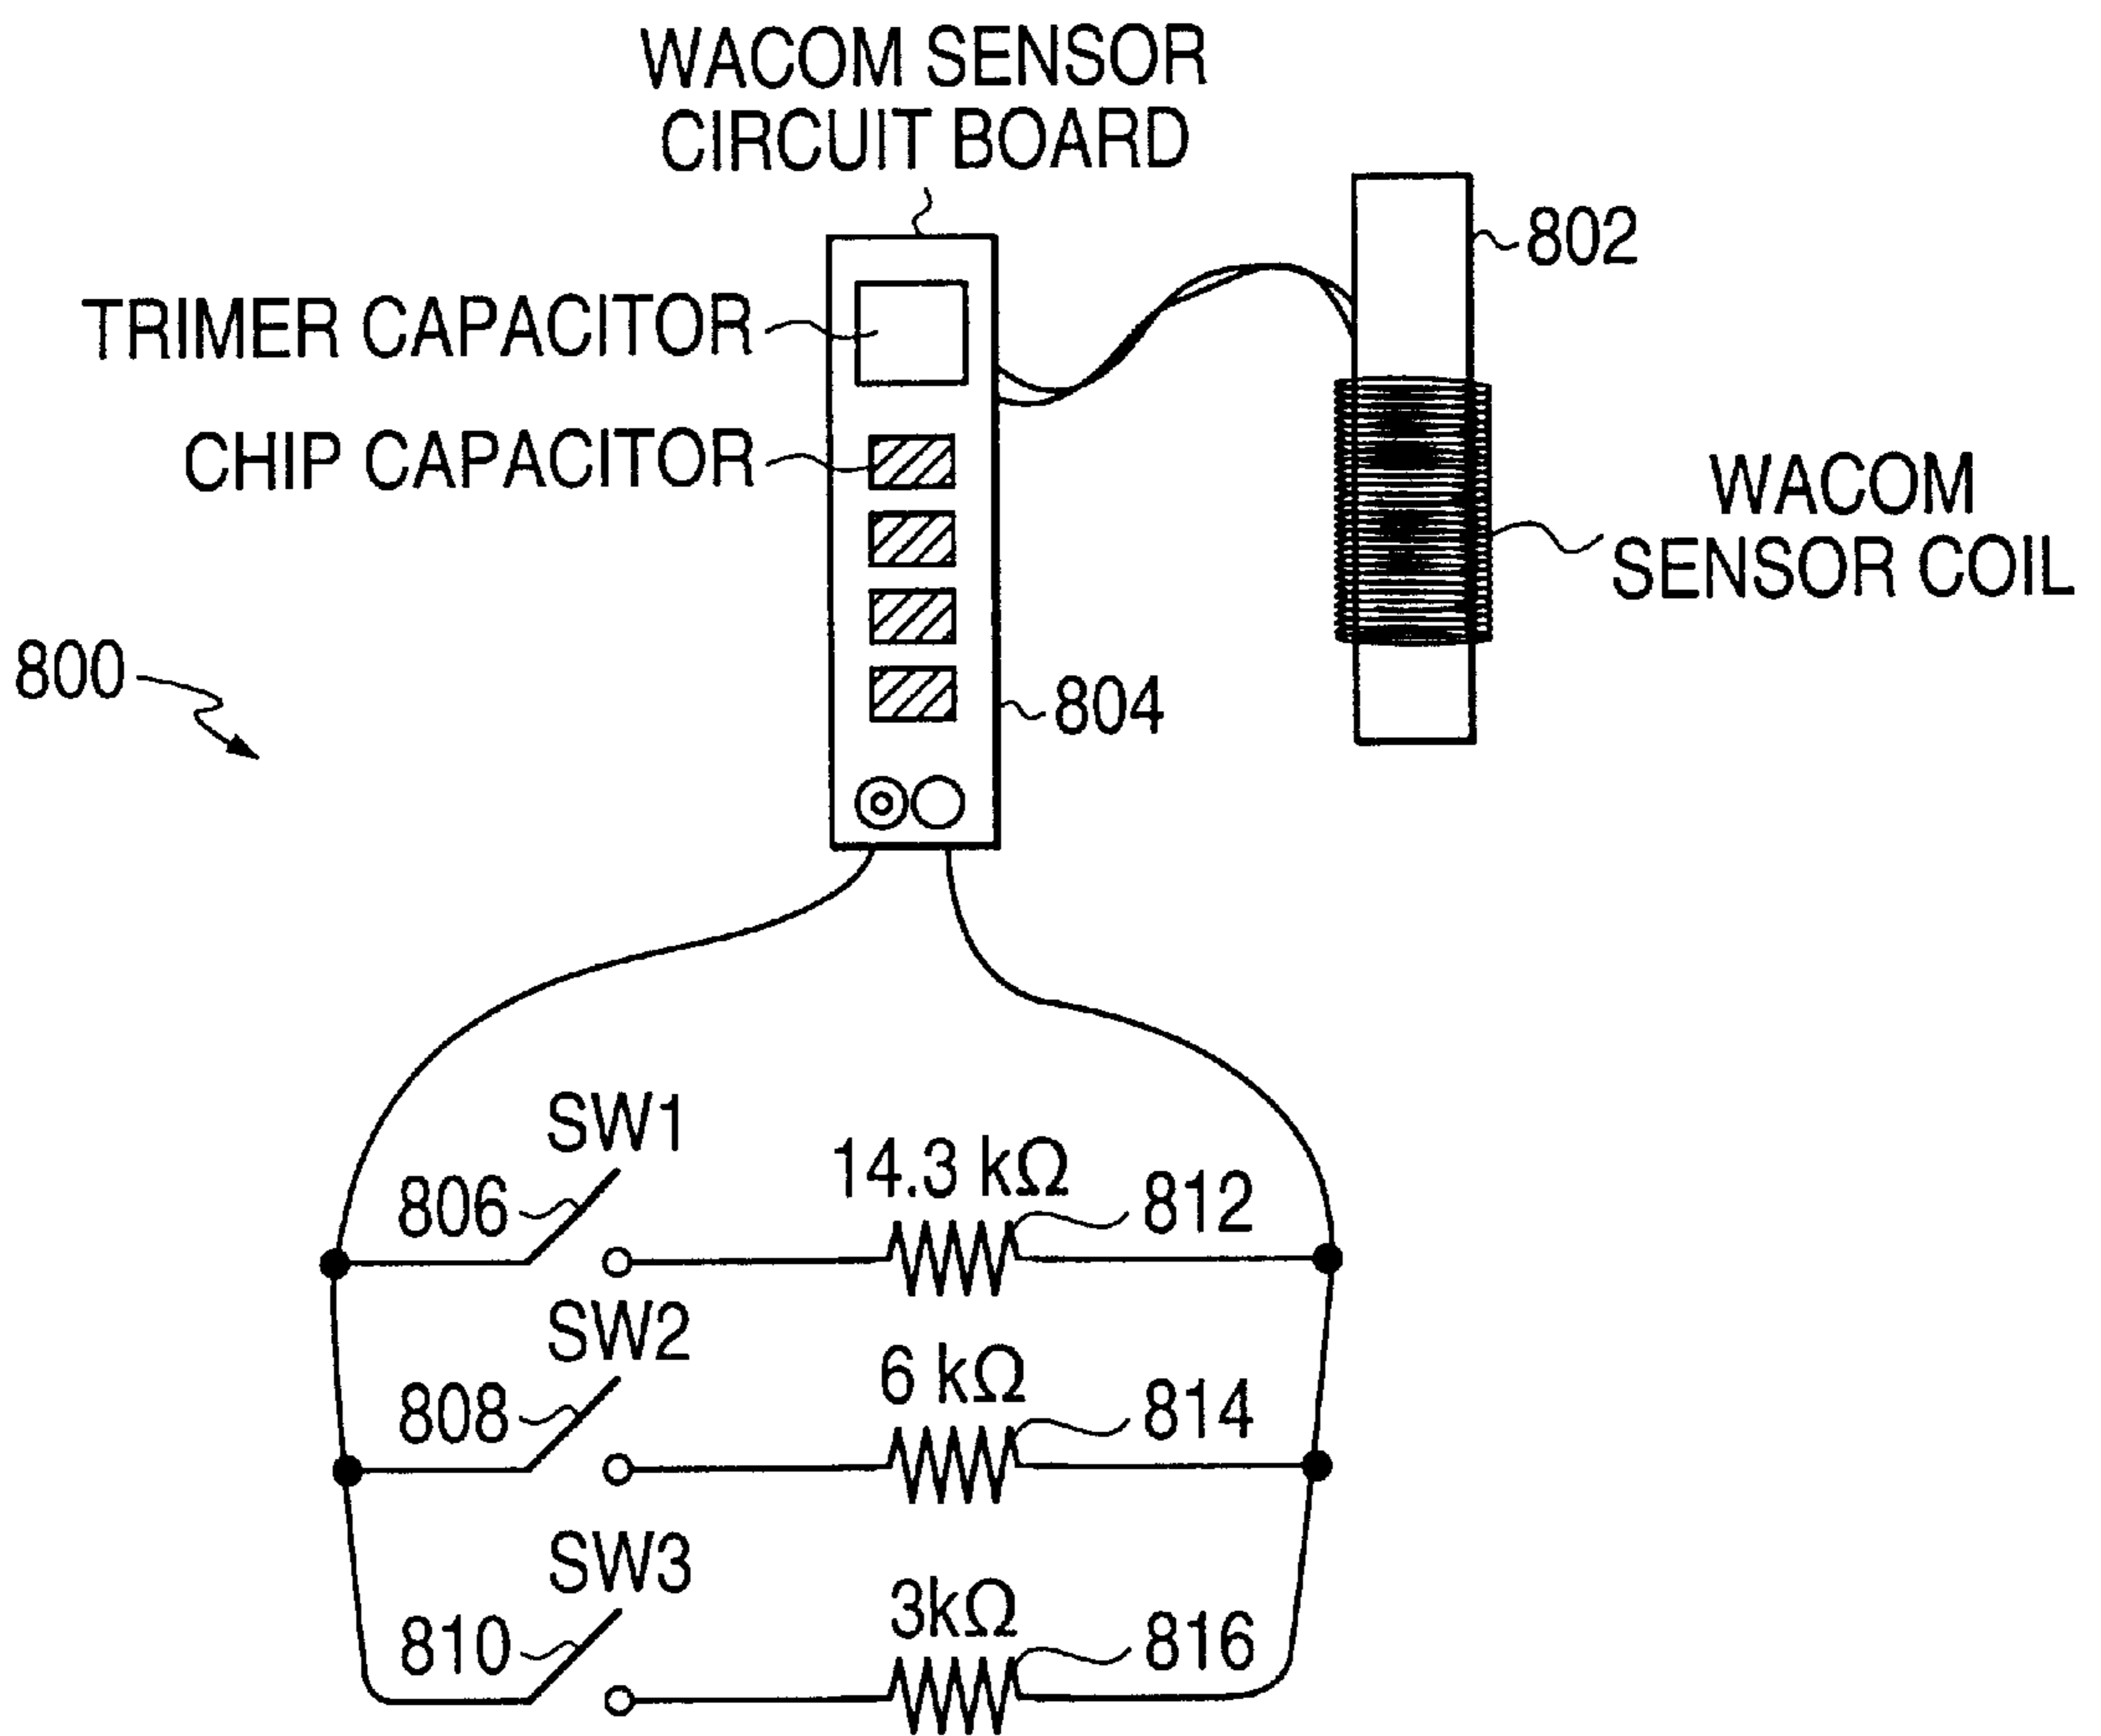 WACOM SENSOR
CIRCUIT BOARD
802
TRIMER CAPACITOR
CHIP CAPACITOR
WACOM
SENSOR COIL
800
804
SW1
14.3 kΩ
806
812
SW2
6 kΩ
808
814
SW3
3kΩ
810
816